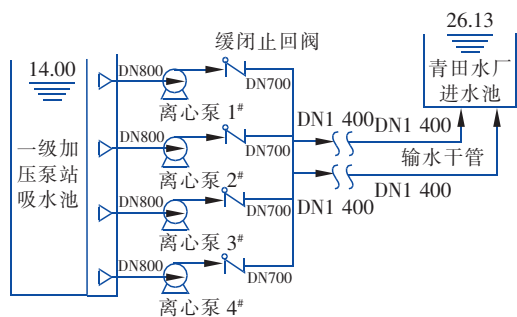 26.13
青田水厂
进水池
缓闭止回阀
14.00
一级加
压泵站
吸水池
DN800
DN700
离心泵 1#
DN800
DN700
离心泵 2#
DN800
DN700
离心泵 3#
DN800
DN700
离心泵 4#
DN1 400
DN1 400
输水干管
DN1 400
DN1 400